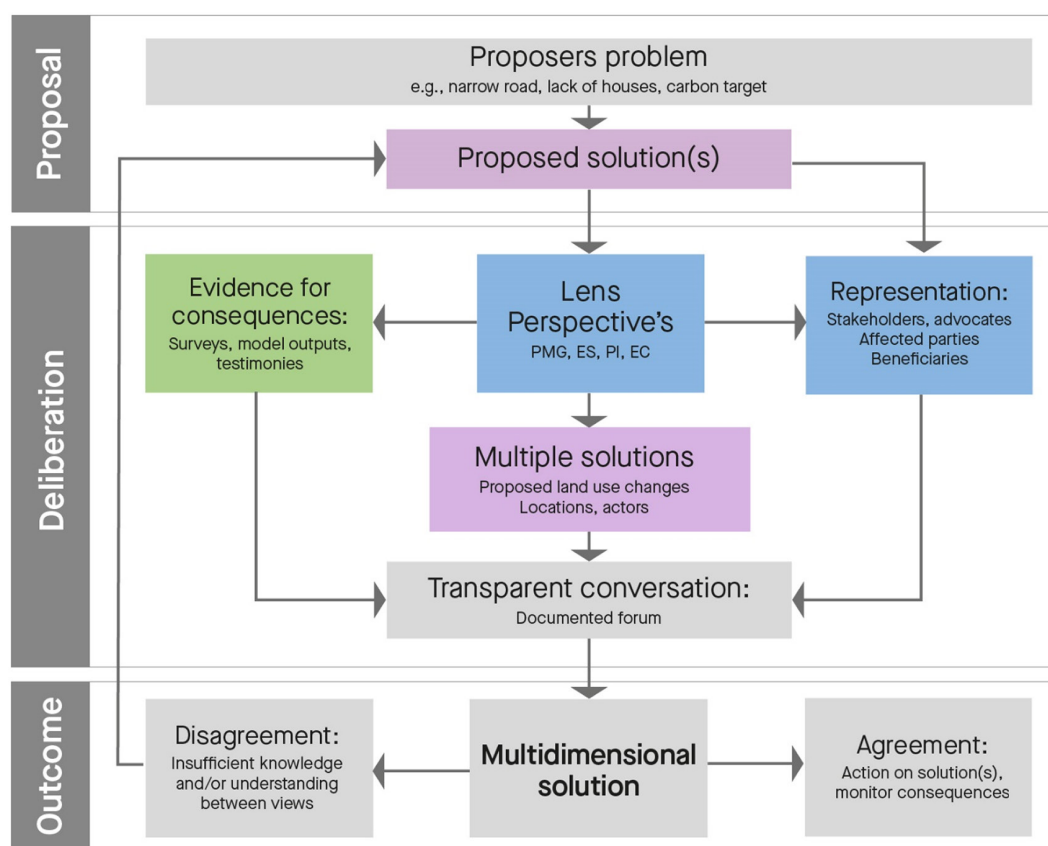 Proposal
Proposers problem
e.g., narrow road, lack of houses, carbon target
Proposed solution(s)
Deliberation
Evidence for
consequences:
Surveys, model outputs,
testimonies
Lens
Perspective's
PMG, ES, PI, EC
Representation:
Stakeholders, advocates
Affected parties
Beneficiaries
Multiple solutions
Proposed land use changes
Locations, actors
Transparent conversation:
Documented forum
Outcome
Disagreement:
Insufficient knowledge
and/or understanding
between views
Multidimensional
solution
Agreement:
Action on solution(s),
monitor consequences